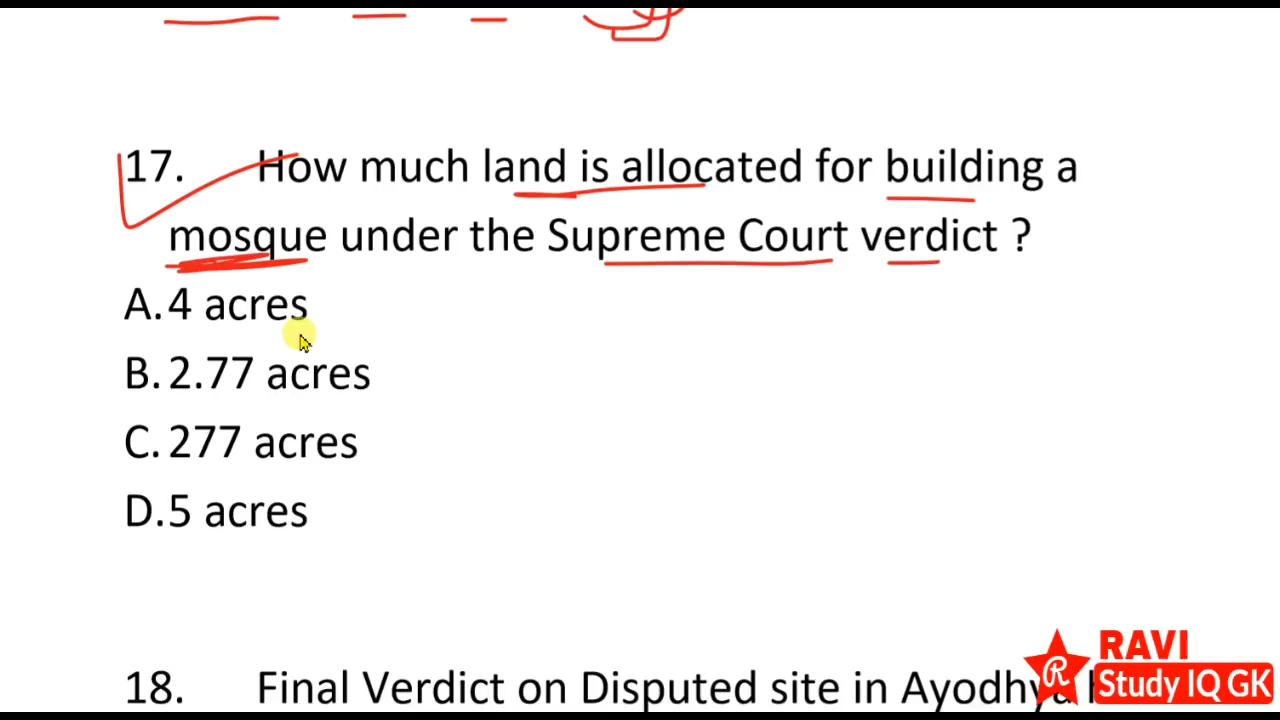 17. How much land is allocated for building a
mosque under the Supreme Court verdict ?
A. 4 acres
B. 2.77 acres
C. 277 acres
D. 5 acres
18. Final Verdict on Disputed site in Ayodhya
RAVI
R Study IQ GK